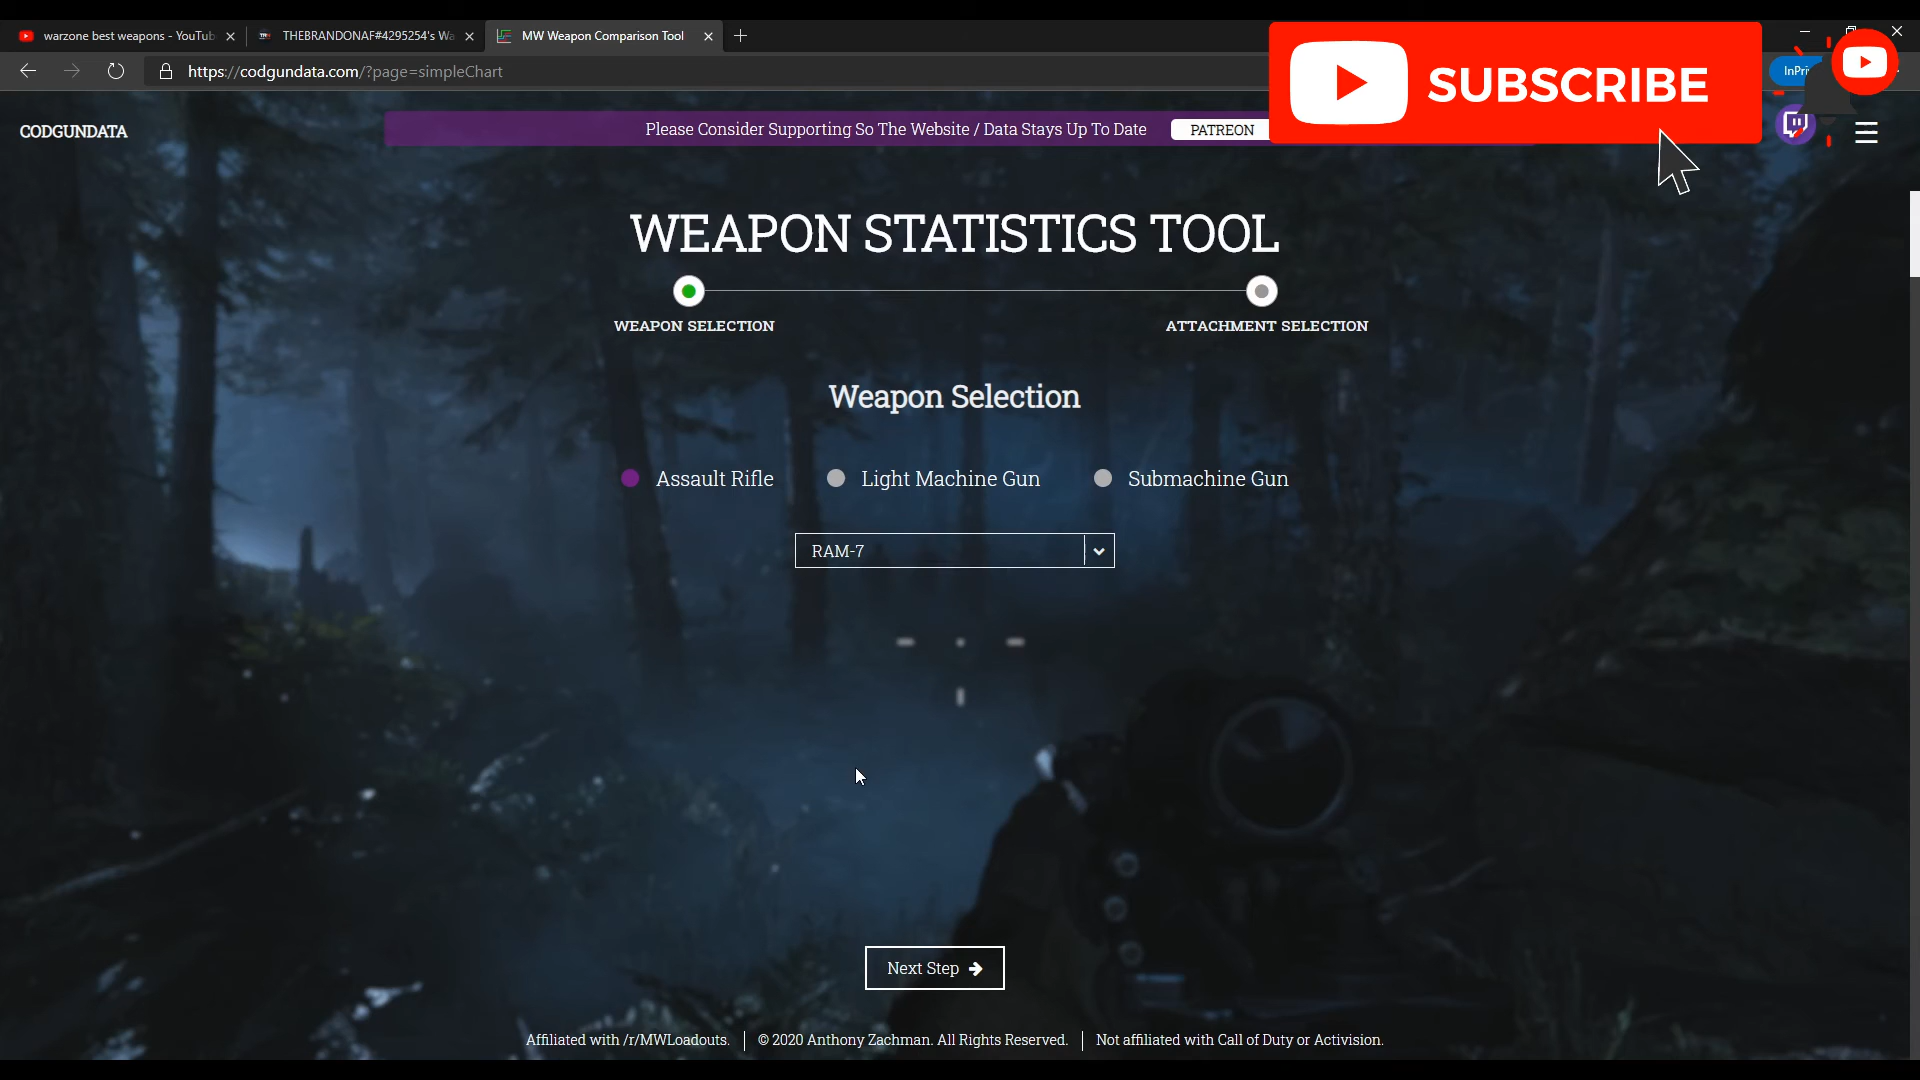 warzone best weapons - YouTub
THEBRANDONAF#4295254's Wa
MW Weapon Comparison Tool
https://codgundata.com/?page=simpleChart
SUBSCRIBE
InPri
CODGUNDATA
Please Consider Supporting So The Website / Data Stays Up To Date
PATREON
WEAPON STATISTICS TOOL
WEAPON SELECTION
ATTACHMENT SELECTION
Weapon Selection
Assault Rifle
Light Machine Gun
Submachine Gun
RAM-7
Next Step
Affiliated with /r/MWLoadouts.
© 2020 Anthony Zachman. All Rights Reserved.
Not affiliated with Call of Duty or Activision.